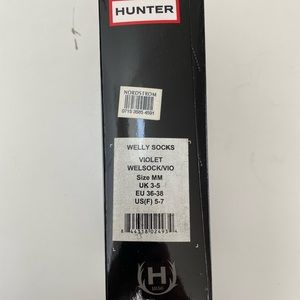 HUNTER
NORDSTROM
WELLY SOCKS
VIOLET
WELSOCK/VIO
Size MM
UK 3-5
EU 36-38
US(F) 5-7
H